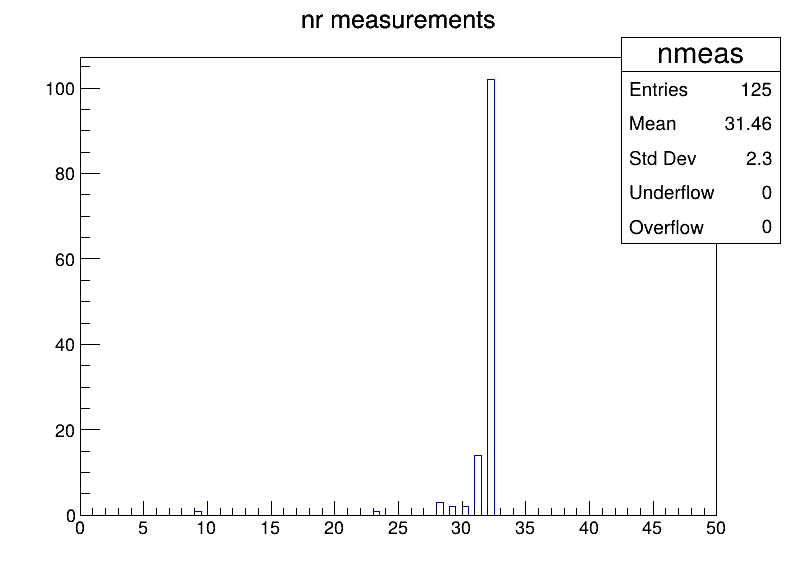 nr measurements
nmeas
Entries 125
Mean 31.46
Std Dev 2.3
Underflow 0
Overflow 0
100
80
60
40
20
0
0 5 10 15 20 25 30 35 40 45 50